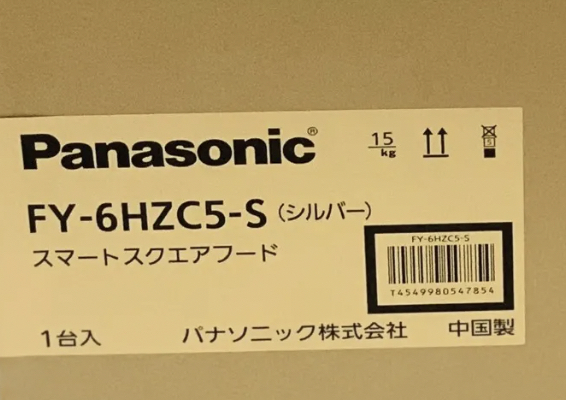 Panasonic®
15
kg
FY-6HZC5-S（シルバー）
スマートスクエアフード
FY-6HZC5-S
T4549980547854
1台入
パナソニック株式会社
中国製